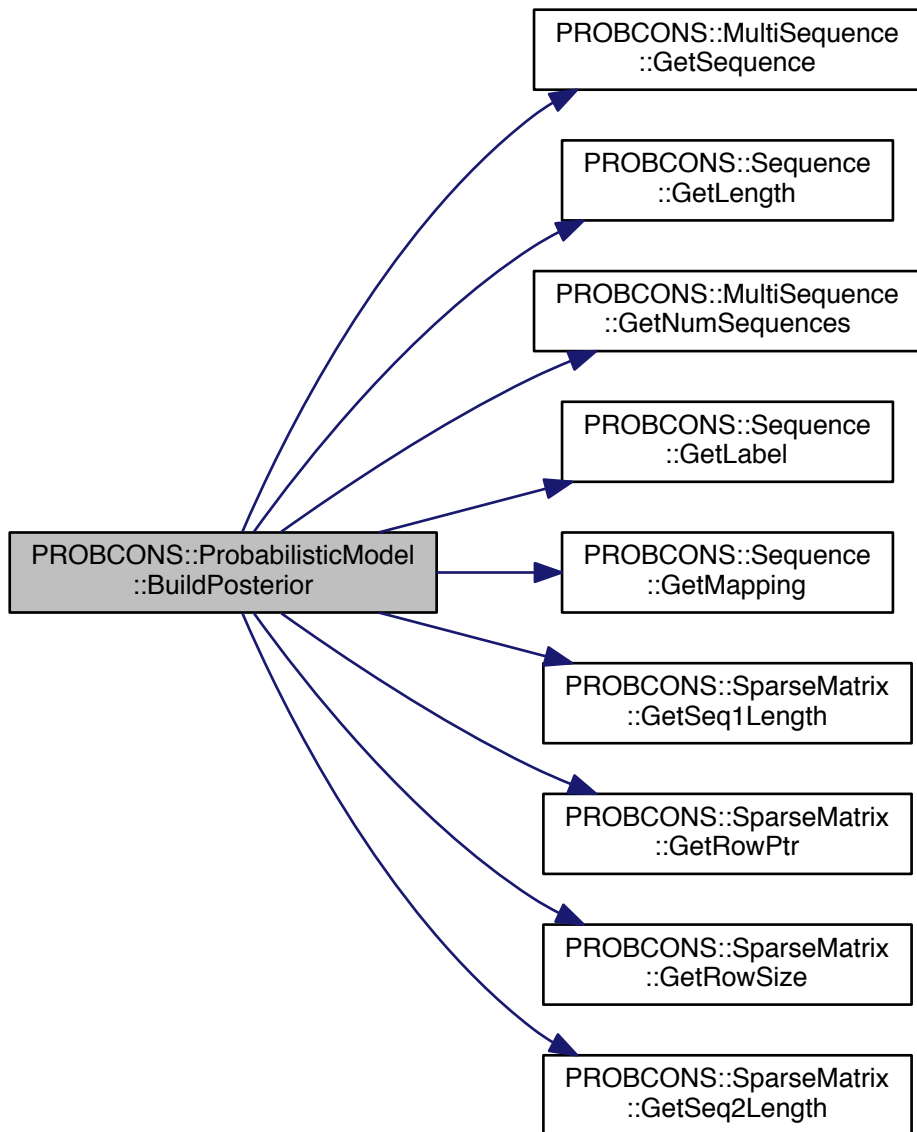 PROBCONS::MultiSequence
::GetSequence
PROBCONS::Sequence
::GetLength
PROBCONS::MultiSequence
::GetNumSequences
PROBCONS::Sequence
::GetLabel
PROBCONS::ProbabilisticModel
::BuildPosterior
PROBCONS::Sequence
::GetMapping
PROBCONS::SparseMatrix
::GetSeq1Length
PROBCONS::SparseMatrix
::GetRowPtr
PROBCONS::SparseMatrix
::GetRowSize
PROBCONS::SparseMatrix
::GetSeq2Length